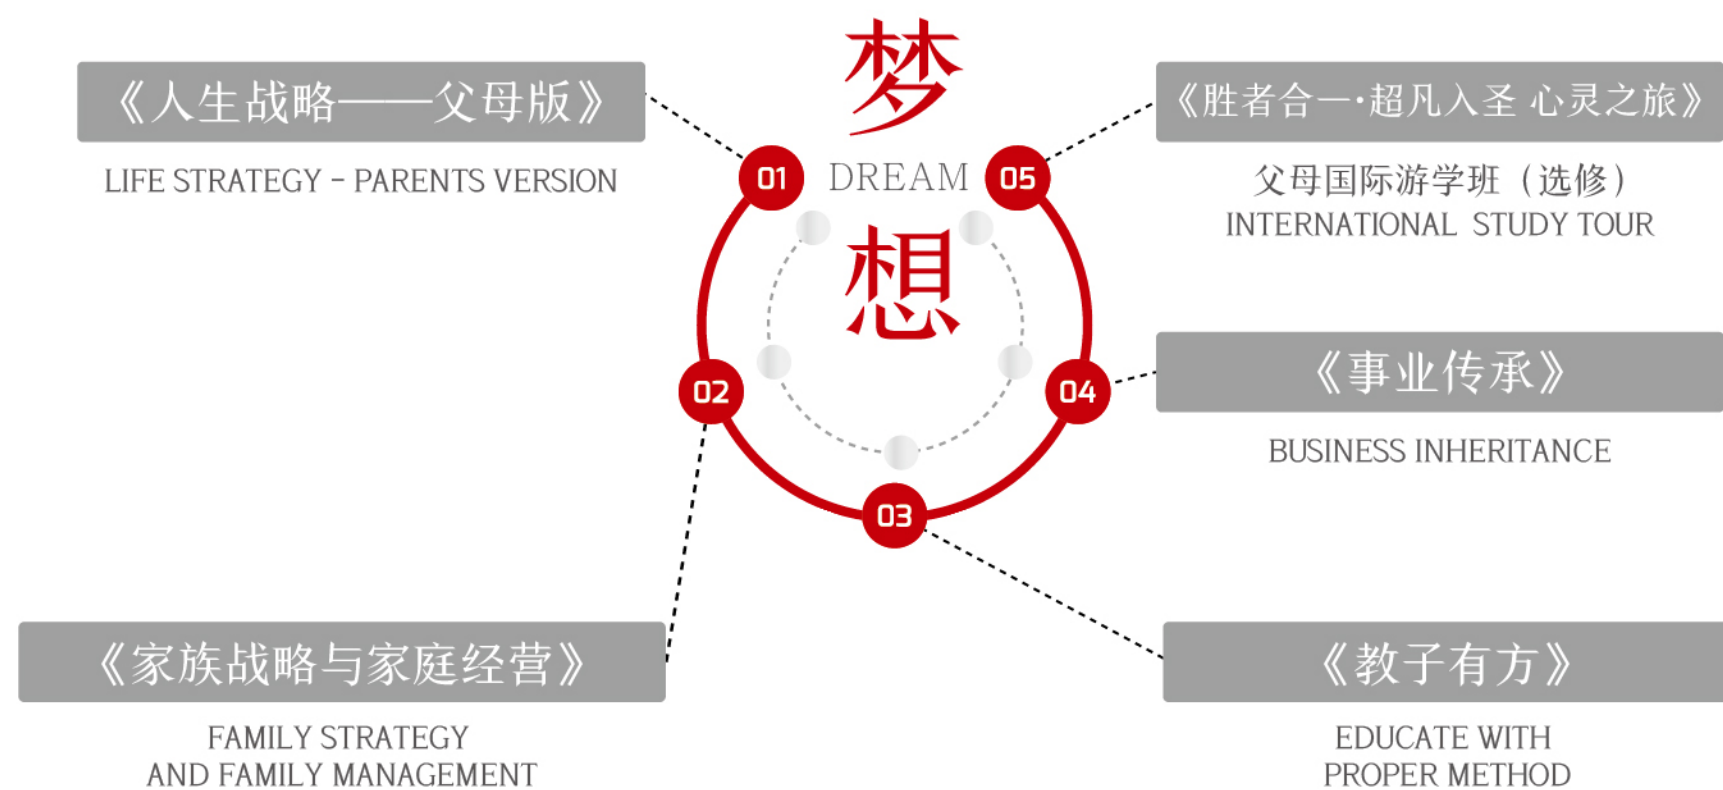 梦
DREAM
想
01
《人生战略——父母版》
LIFE STRATEGY - PARENTS VERSION
02
《家族战略与家庭经营》
FAMILY STRATEGY
AND FAMILY MANAGEMENT
03
《教子有方》
EDUCATE WITH
PROPER METHOD
04
《事业传承》
BUSINESS INHERITANCE
05
《胜者合一·超凡入圣 心灵之旅》
父母国际游学班（选修）
INTERNATIONAL STUDY TOUR